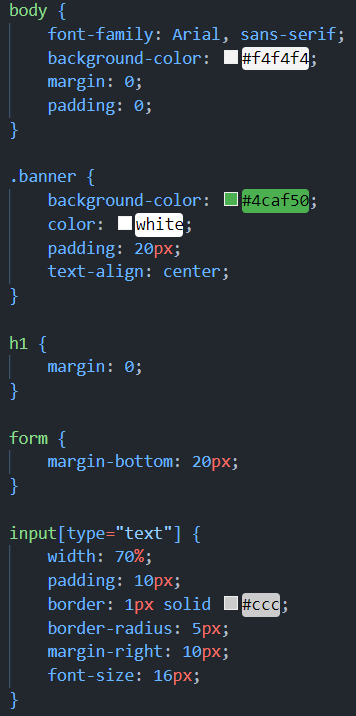 body {
    font-family: Arial, sans-serif;
    background-color: #f4f4f4;
    margin: 0;
    padding: 0;
}

.banner {
    background-color: #4caf50;
    color: white;
    padding: 20px;
    text-align: center;
}

h1 {
    margin: 0;
}

form {
    margin-bottom: 20px;
}

input[type="text"] {
    width: 70%;
    padding: 10px;
    border: 1px solid #ccc;
    border-radius: 5px;
    margin-right: 10px;
    font-size: 16px;
}